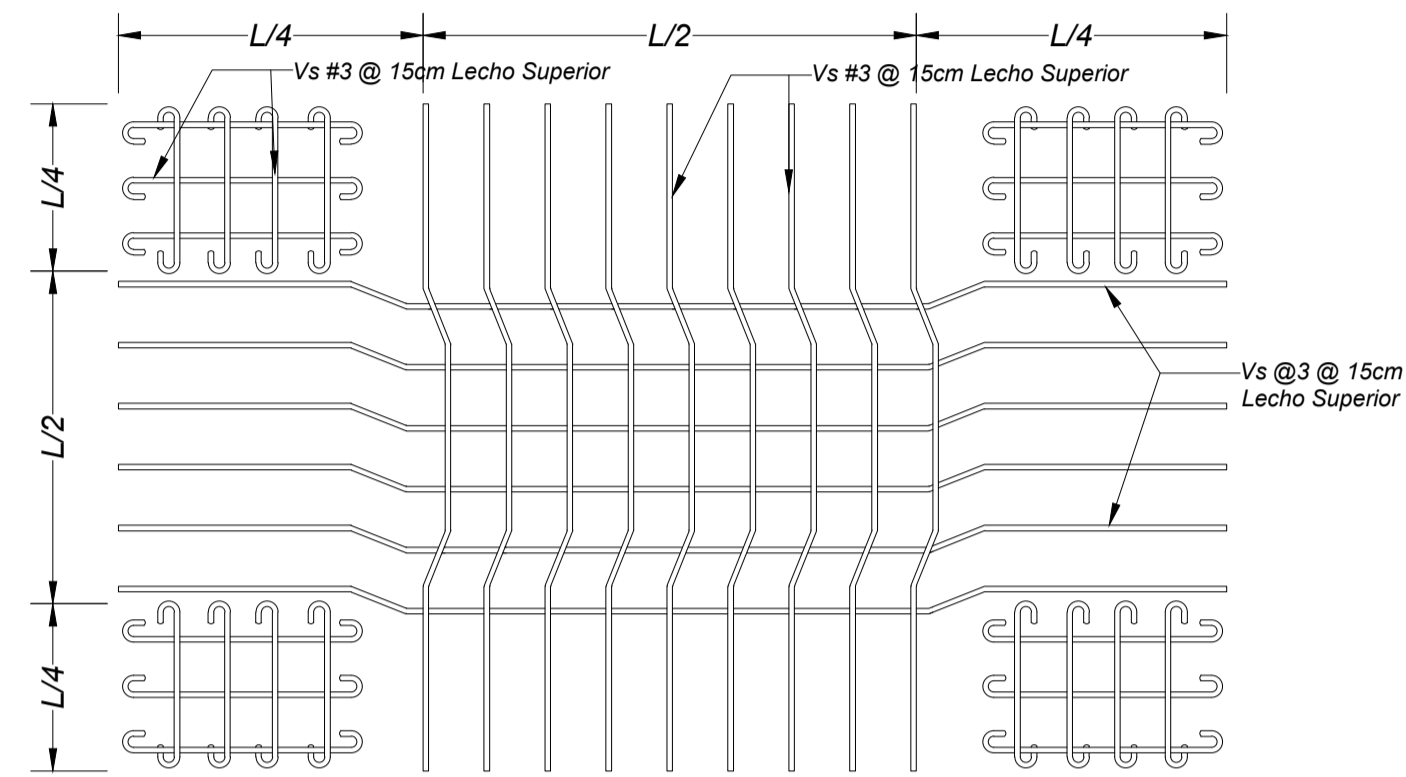 L/4
L/2
L/4
Vs #3 @ 15cm Lecho Superior
Vs #3 @ 15cm Lecho Superior
L/4
L/2
L/4
Vs @3 @ 15cm
Lecho Superior